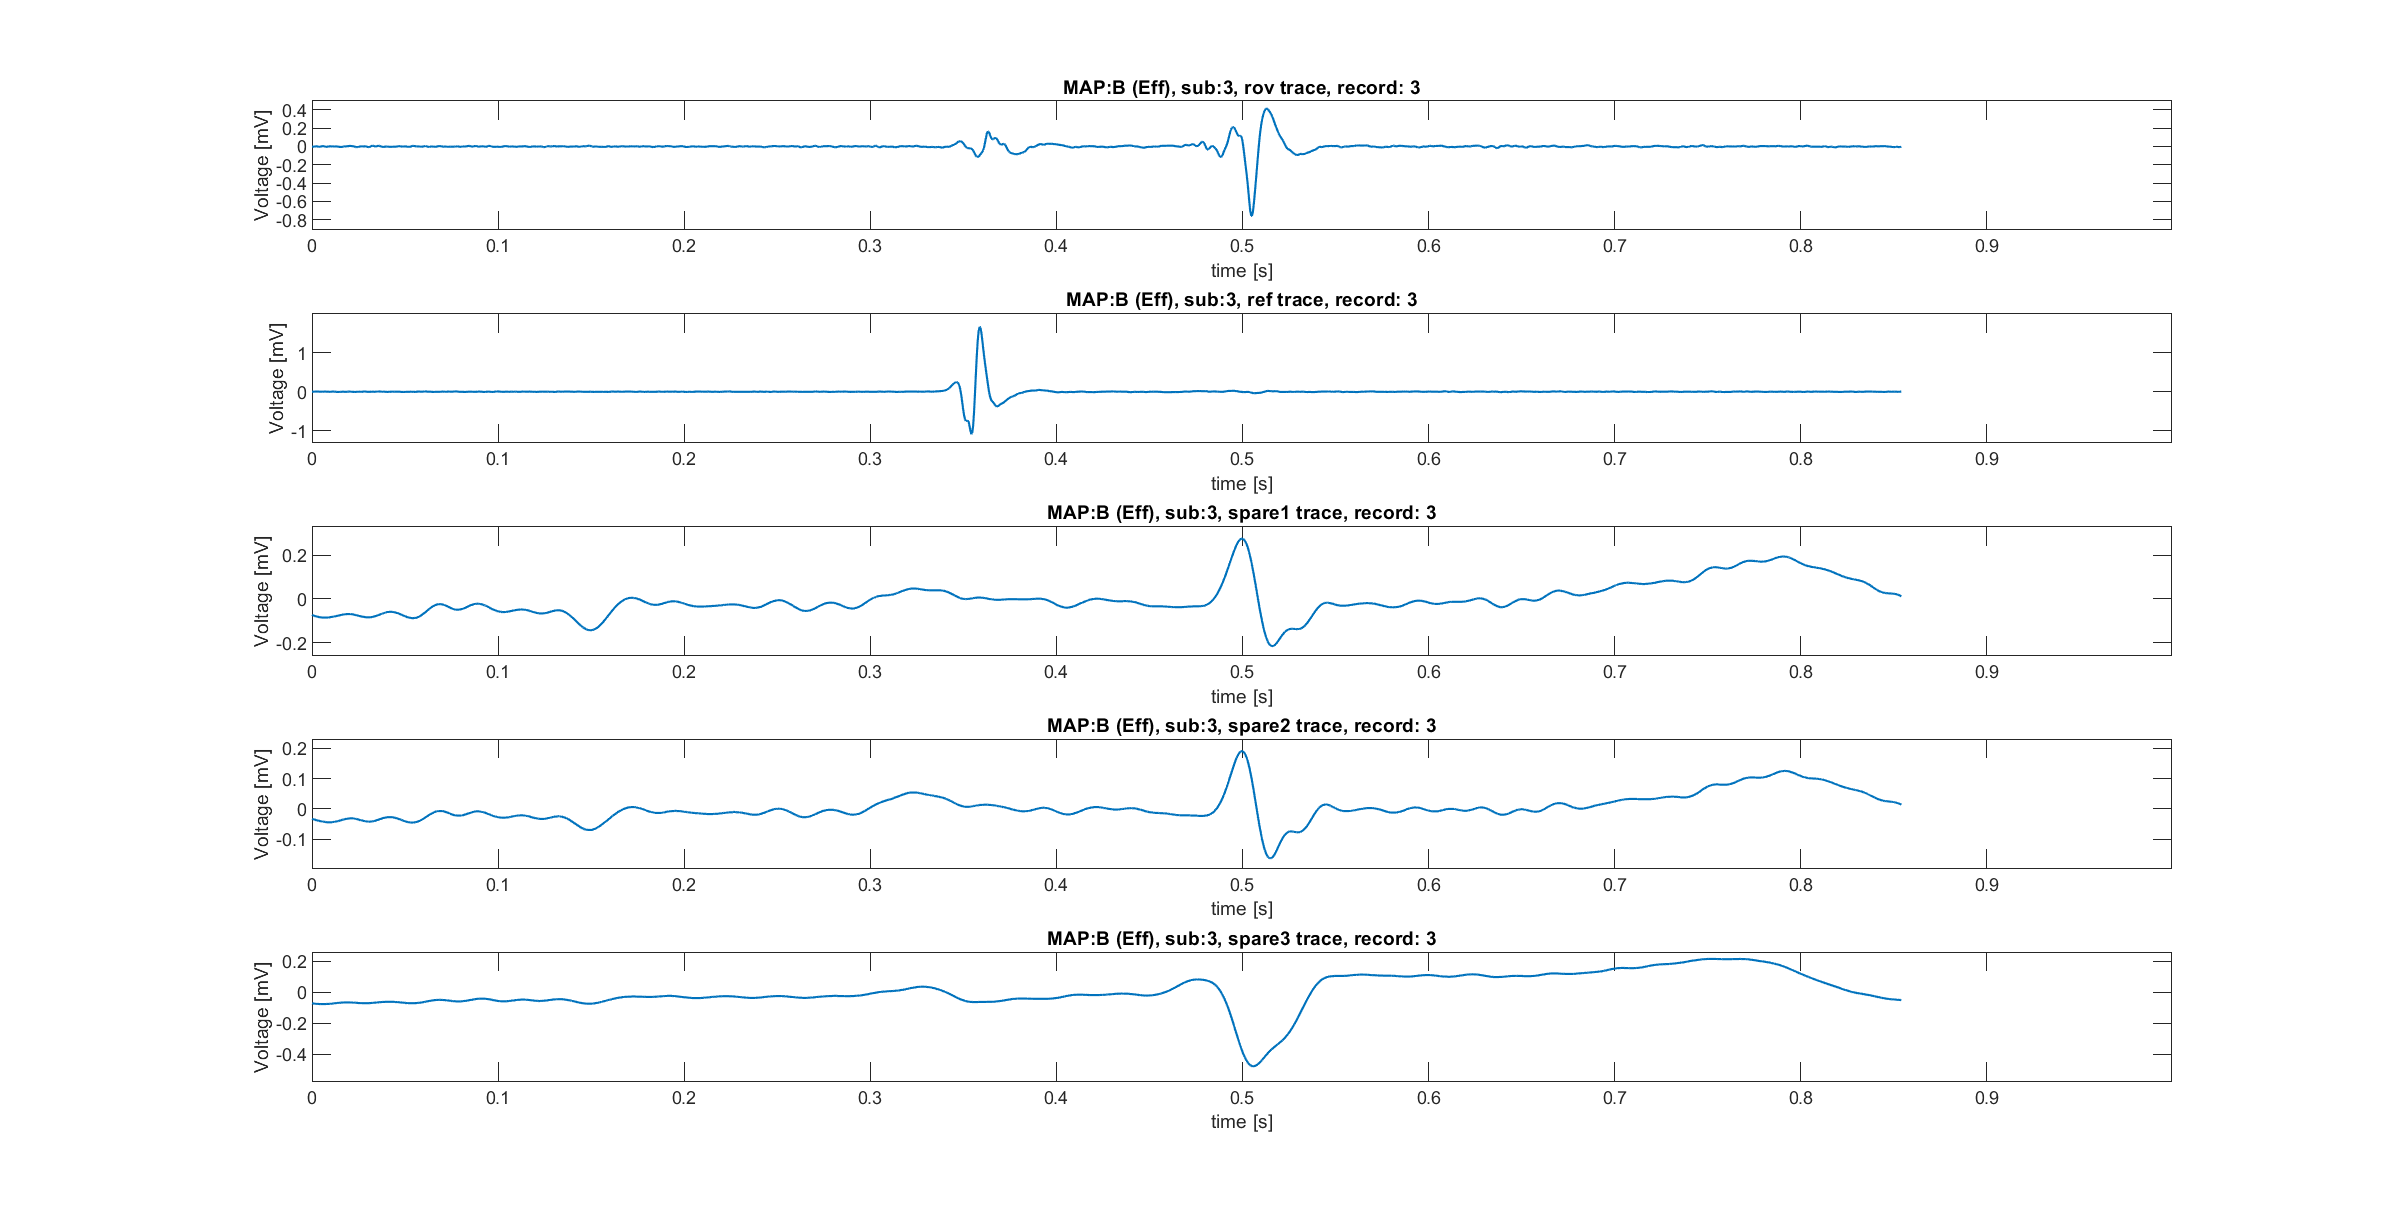 MAP:B (Eff), sub:3, rov trace, record: 3
Voltage [mV]
0.4
0.2
0
-0.2
-0.4
-0.6
-0.8
0 0.1 0.2 0.3 0.4 0.5 0.6 0.7 0.8 0.9
time [s]
MAP:B (Eff), sub:3, ref trace, record: 3
Voltage [mV]
1
0
-1
0 0.1 0.2 0.3 0.4 0.5 0.6 0.7 0.8 0.9
time [s]
MAP:B (Eff), sub:3, spare1 trace, record: 3
Voltage [mV]
0.2
0
-0.2
0 0.1 0.2 0.3 0.4 0.5 0.6 0.7 0.8 0.9
time [s]
MAP:B (Eff), sub:3, spare2 trace, record: 3
Voltage [mV]
0.2
0.1
0
-0.1
0 0.1 0.2 0.3 0.4 0.5 0.6 0.7 0.8 0.9
time [s]
MAP:B (Eff), sub:3, spare3 trace, record: 3
Voltage [mV]
0.2
0
-0.2
-0.4
0 0.1 0.2 0.3 0.4 0.5 0.6 0.7 0.8 0.9
time [s]